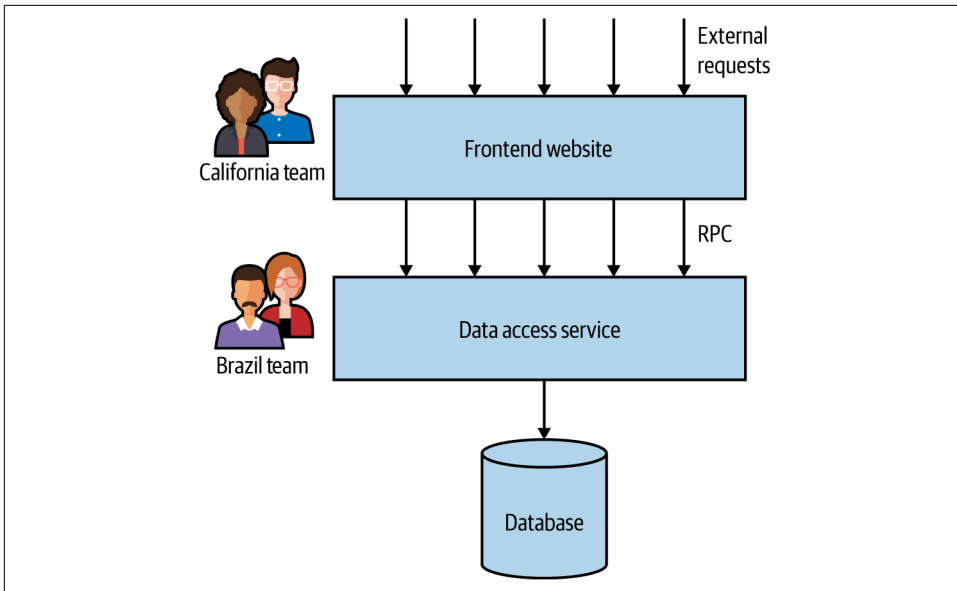 External
requests
Frontend website
California team
RPC
Data access service
Brazil team
Database